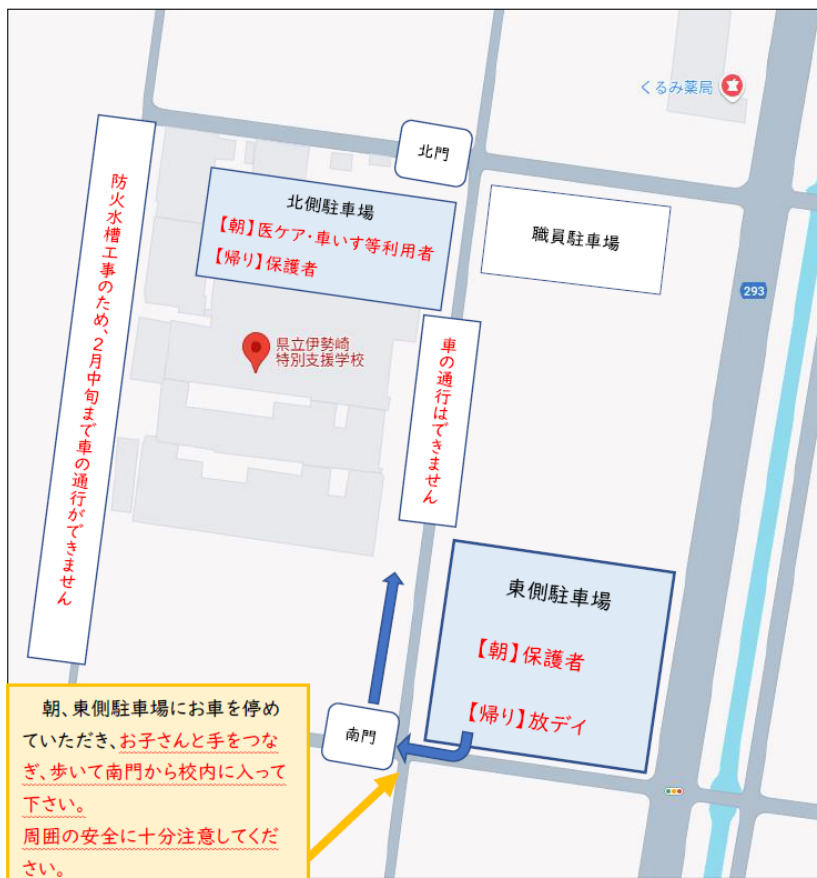 くるみ薬局
北門
北側駐車場
【朝】医ケア・車いす等利用者
【帰り】保護者
職員駐車場
293
防火水槽工事のため、2月中旬まで車の通行ができません
県立伊勢崎
特別支援学校
車の通行はできません
東側駐車場
【朝】保護者
【帰り】放デイ
南門
朝、東側駐車場にお車を停め
ていただき、お子さんと手をつな
ぎ、歩いて南門から校内に入って
下さい。
周囲の安全に十分注意してくだ
さい。